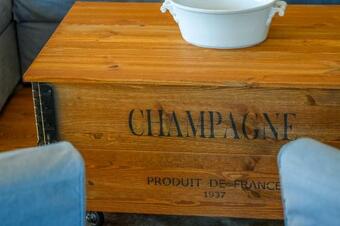 CHAMPAGNE
PRODUIT DE FRANCE
1937